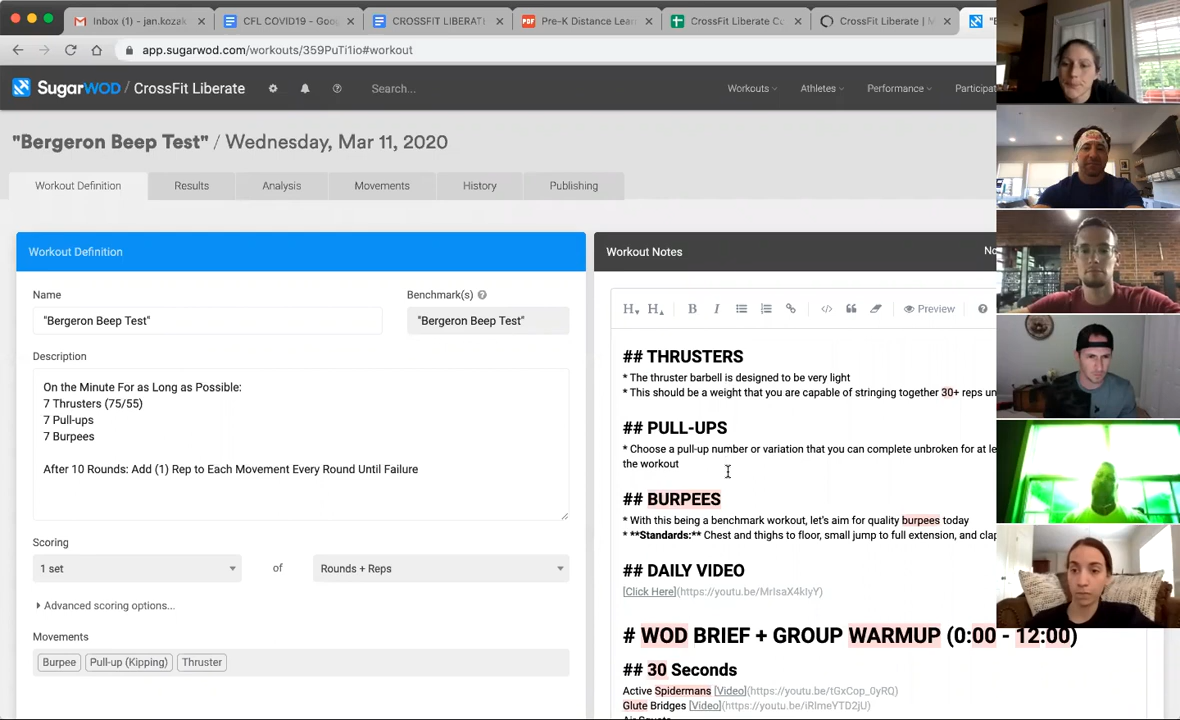 Inbox (1) - jan.kozak
CFL COVID19 - Goo
CROSSFIT LIBERAT
Pre-K Distance Lear
CrossFit Liberate Cu
CrossFit Liberate | M
app.sugarwod.com/workouts/359PuTi1io#workout
SugarWOD / CrossFit Liberate
Search...
Workouts
Athletes
Performance
Participat
"Bergeron Beep Test" / Wednesday, Mar 11, 2020
Workout Definition
Results
Analysis
Movements
History
Publishing
Workout Definition
Name
Benchmark(s)
"Bergeron Beep Test"
"Bergeron Beep Test"
Description
On the Minute For as Long as Possible:
7 Thrusters (75/55)
7 Pull-ups
7 Burpees
After 10 Rounds: Add (1) Rep to Each Movement Every Round Until Failure
Scoring
1 set
of
Rounds + Reps
Advanced scoring options...
Movements
Burpee
Pull-up (Kipping)
Thruster
Workout Notes
No
Preview
## THRUSTERS
* The thruster barbell is designed to be very light
* This should be a weight that you are capable of stringing together 30+ reps un
## PULL-UPS
* Choose a pull-up number or variation that you can complete unbroken for at le
the workout
## BURPEES
* With this being a benchmark workout, let's aim for quality burpees today
* **Standards:** Chest and thighs to floor, small jump to full extension, and clap
## DAILY VIDEO
[Click Here](https://youtu.be/MrIsaX4kIyY)
# WOD BRIEF + GROUP WARMUP (0:00 - 12:00)
## 30 Seconds
Active Spidermans [Video](https://youtu.be/tGxCop_0yRQ)
Glute Bridges [Video](https://youtu.be/iRlmeYTD2jU)
Air Squats